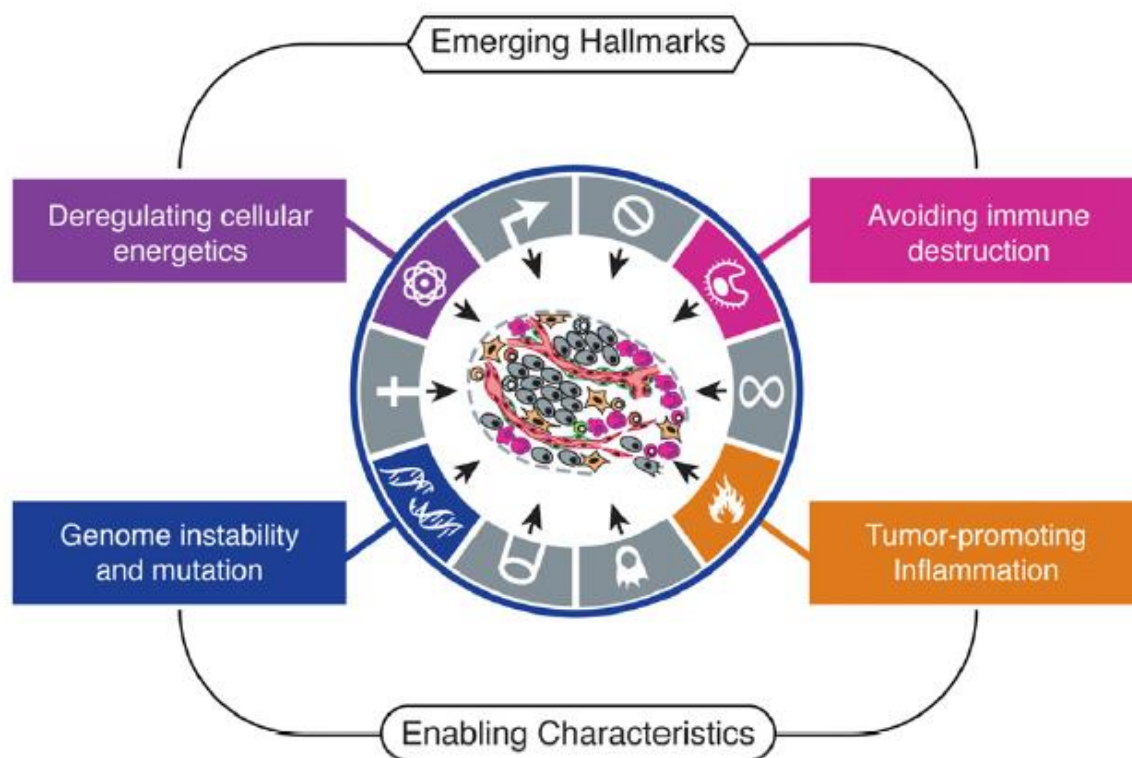 Emerging Hallmarks
Deregulating cellular
energetics
Avoiding immune
destruction
Genome instability
and mutation
Tumor-promoting
Inflammation
Enabling Characteristics